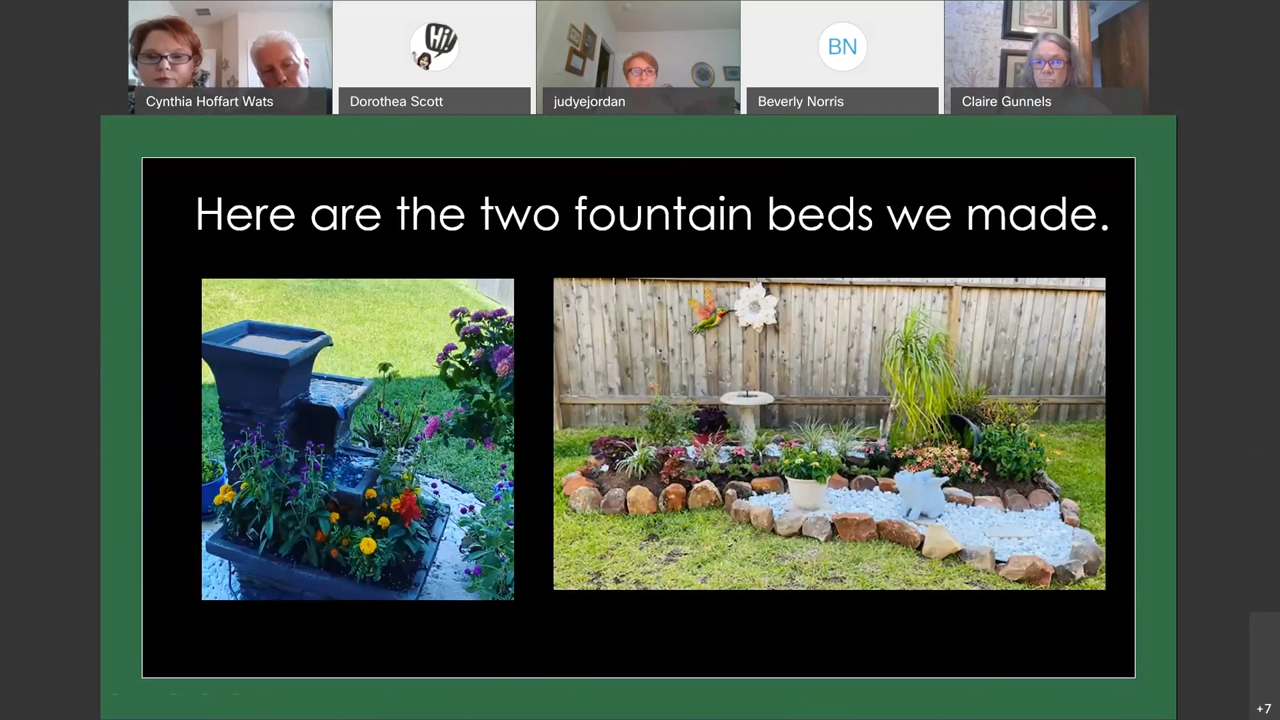 Hi!
BN
Cynthia Hoffart Wats
Dorothea Scott
judyejordan
Beverly Norris
Claire Gunnels
Here are the two fountain beds we made.
+7